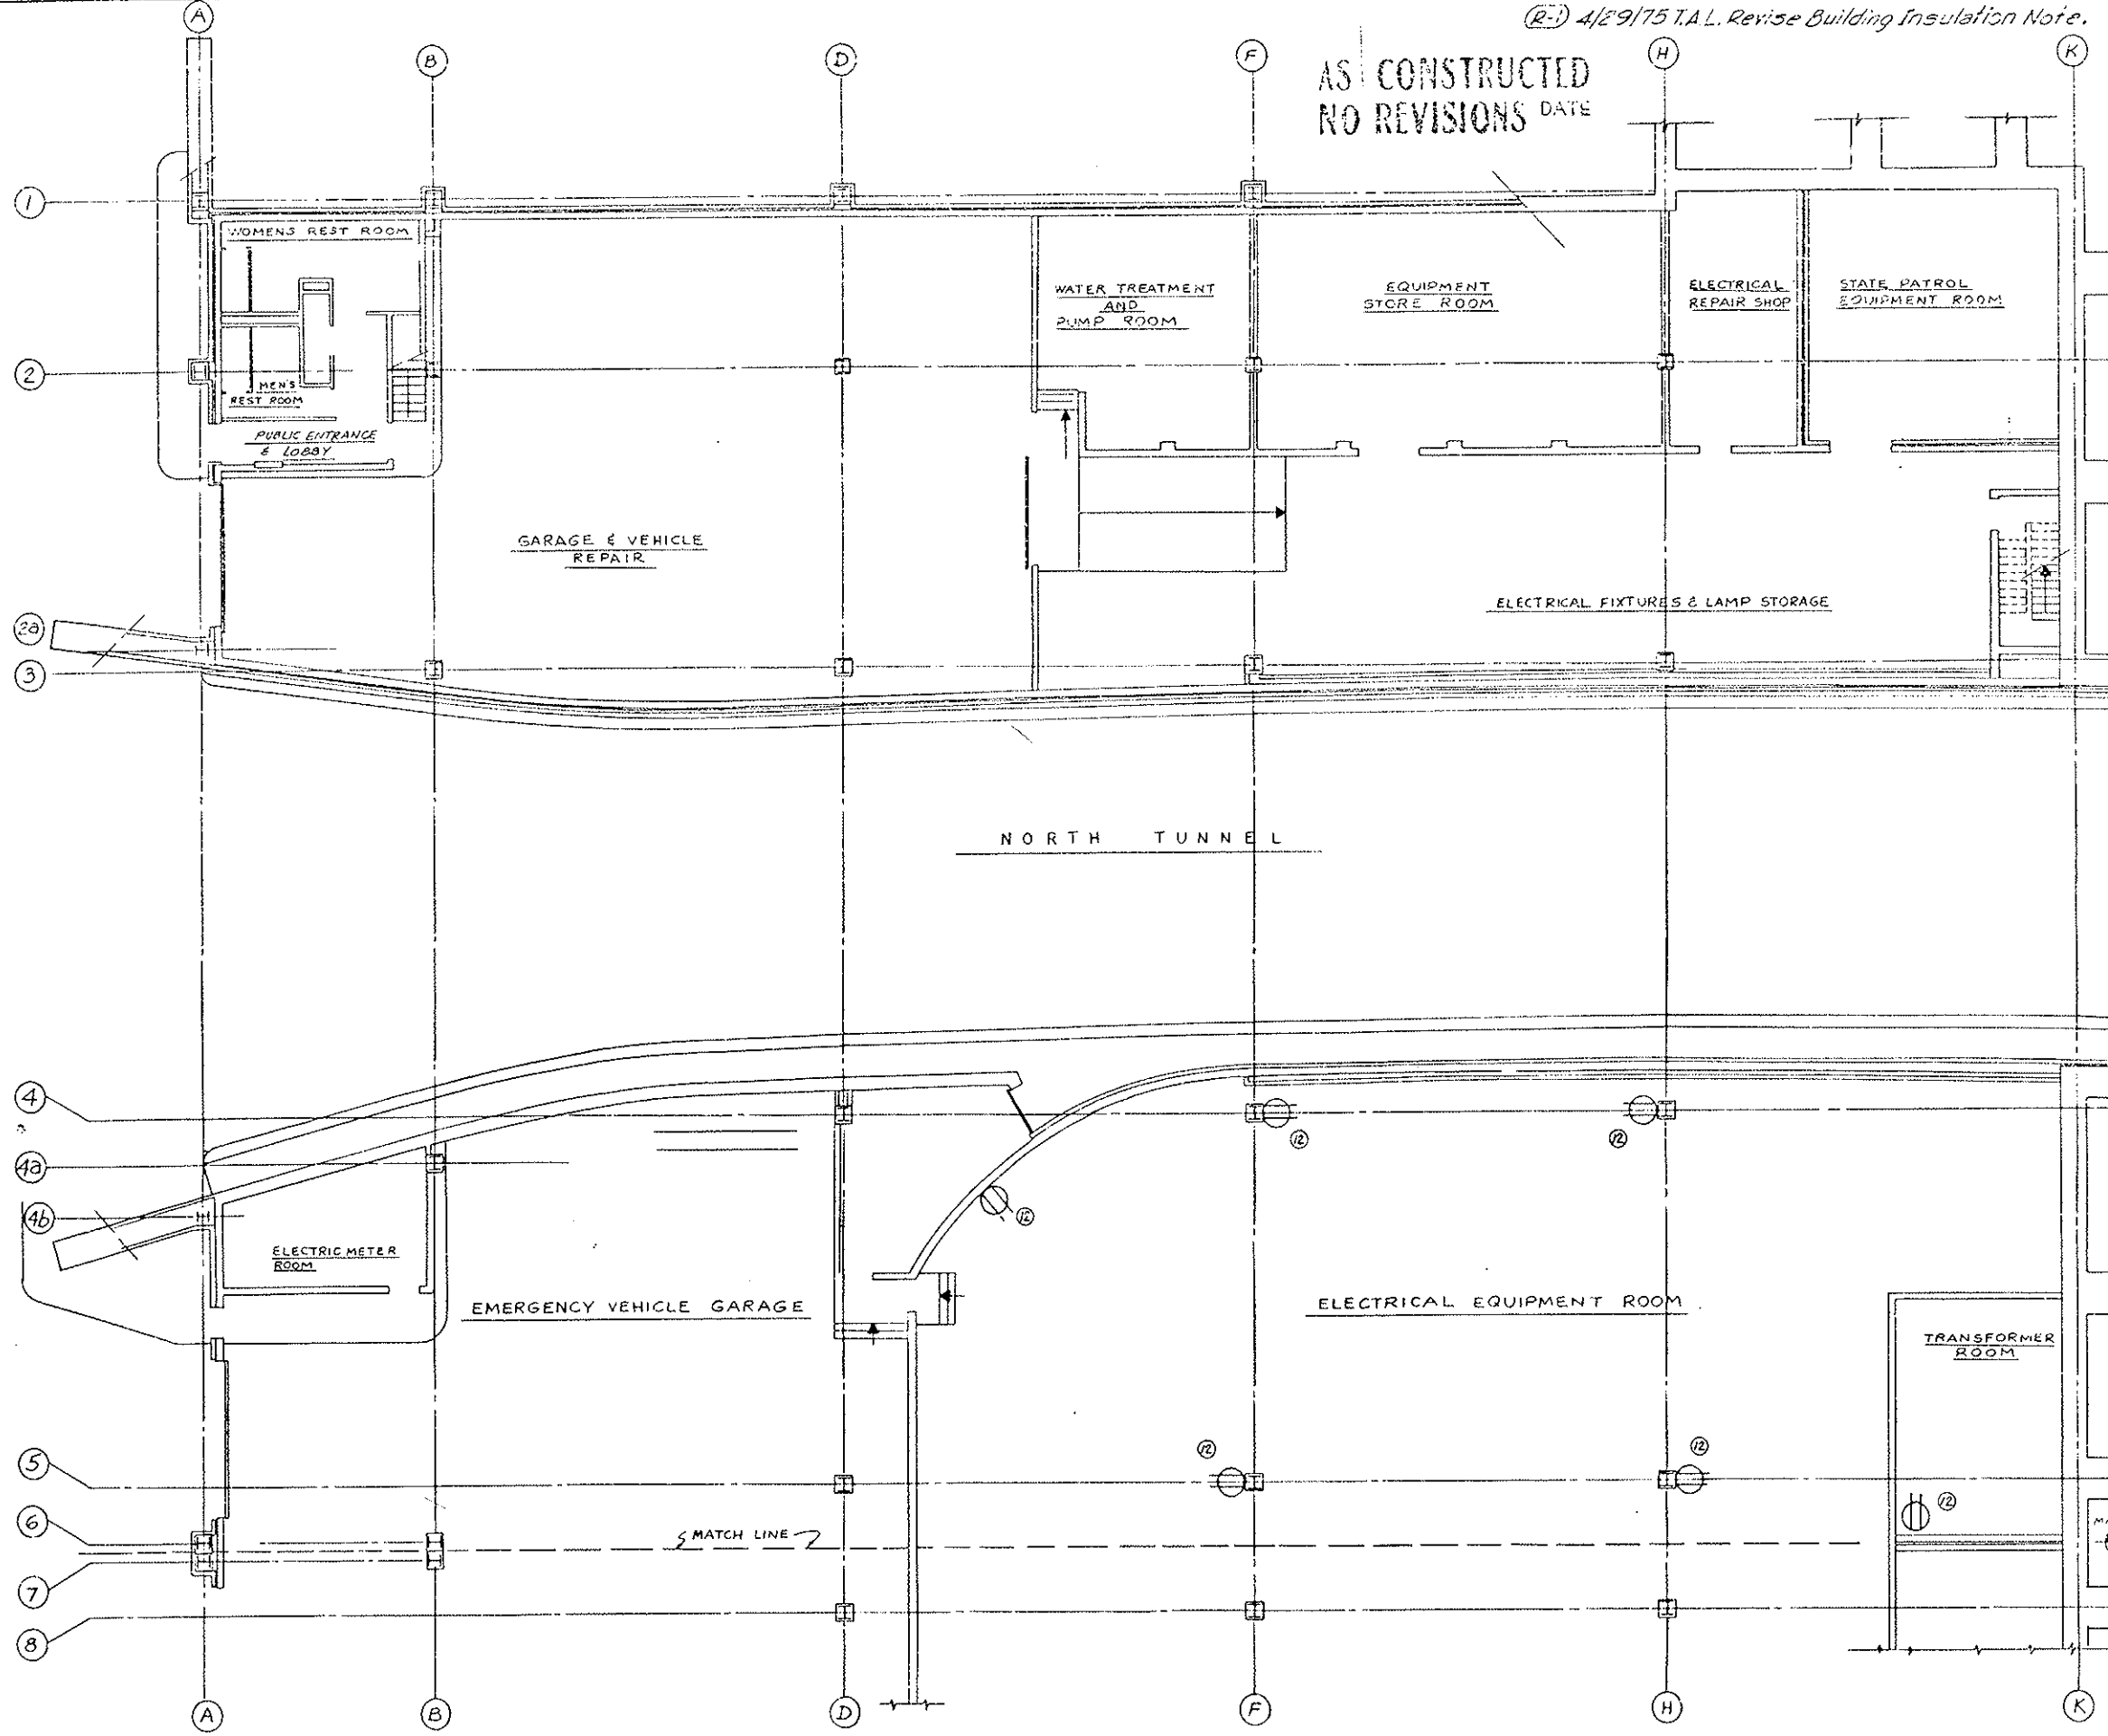 (R-1) 4/29/75 T.A.L. Revise Building Insulation Note.
A
B
D
F
H
K
AS CONSTRUCTED
NO REVISIONS DATE
1
WOMENS REST ROOM
WATER TREATMENT
AND
PUMP ROOM
EQUIPMENT
STORE ROOM
ELECTRICAL
REPAIR SHOP
STATE PATROL
EQUIPMENT ROOM
2
MEN'S
REST ROOM
PUBLIC ENTRANCE
& LOBBY
GARAGE & VEHICLE
REPAIR
ELECTRICAL FIXTURES & LAMP STORAGE
2a
3
NORTH TUNNEL
4
12
12
4a
4b
12
ELECTRIC METER
ROOM
EMERGENCY VEHICLE GARAGE
ELECTRICAL EQUIPMENT ROOM
TRANSFORMER
ROOM
5
12
12
12
6
MATCH LINE
7
8
A
B
D
F
H
K